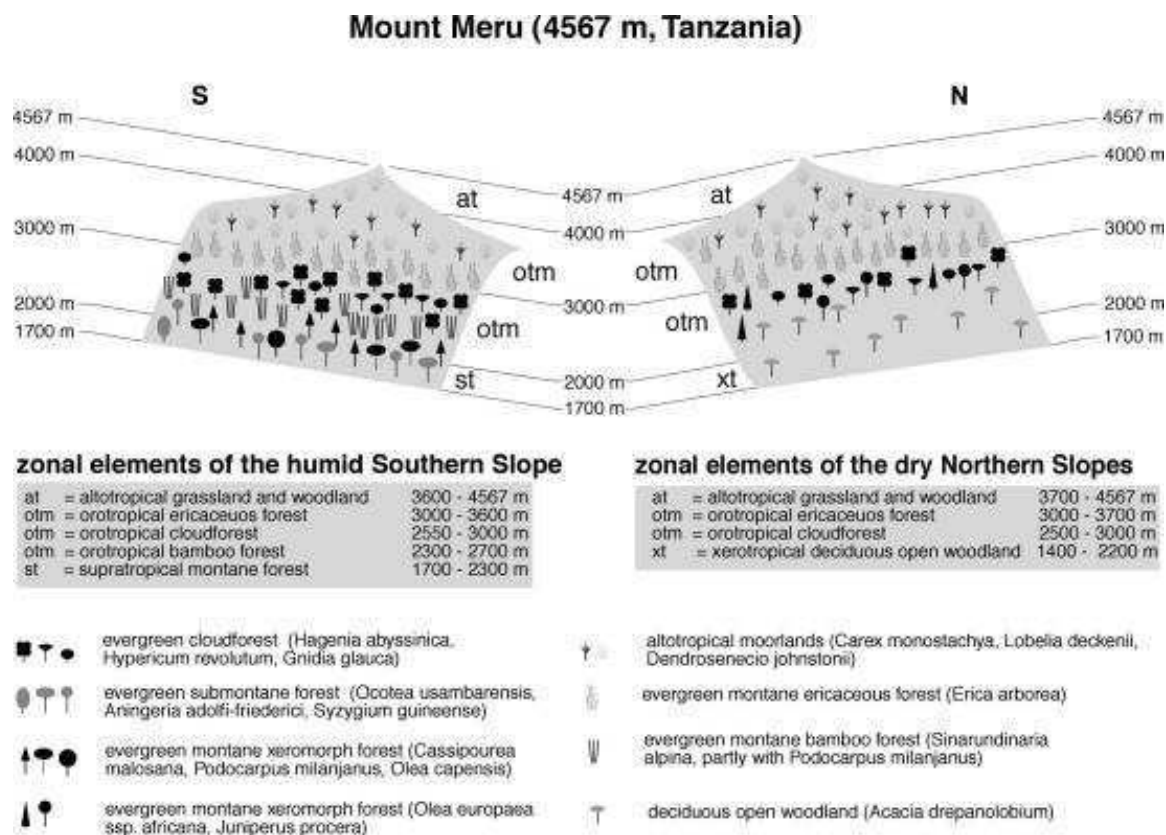 Mount Meru (4567 m, Tanzania)
S
N
4567 m
4000 m
3000 m
2000 m
1700 m
at
otm
otm
st
4567 m
4000 m
3000 m
2000 m
1700 m
at
otm
otm
xt
4567 m
4000 m
3000 m
2000 m
1700 m
zonal elements of the humid Southern Slope
at = altotropical grassland and woodland 3600 - 4567 m
otm = orotropical ericaceuos forest 3000 - 3600 m
otm = orotropical cloudforest 2550 - 3000 m
otm = orotropical bamboo forest 2300 - 2700 m
st = supratropical montane forest 1700 - 2300 m
zonal elements of the dry Northern Slopes
at = altotropical grassland and woodland 3700 - 4567 m
otm = orotropical ericaceuos forest 3000 - 3700 m
otm = orotropical cloudforest 2500 - 3000 m
xt = xerotropical deciduous open woodland 1400 - 2200 m
evergreen cloudforest (Hagenia abyssinica,
Hypericum revolutum, Gnidia glauca)
evergreen submontane forest (Ocotea usambarensis,
Aningeria adolfi-friederici, Syzygium guineense)
evergreen montane xeromorph forest (Cassipourea
malosana, Podocarpus milanjanus, Olea capensis)
evergreen montane xeromorph forest (Olea europaea
ssp. africana, Juniperus procera)
altotropical moorlands (Carex monostachya, Lobelia deckenii,
Dendrosenecio johnstonii)
evergreen montane ericaceous forest (Erica arborea)
evergreen montane bamboo forest (Sinarundinaria
alpina, partly with Podocarpus milanjanus)
deciduous open woodland (Acacia drepanolobium)